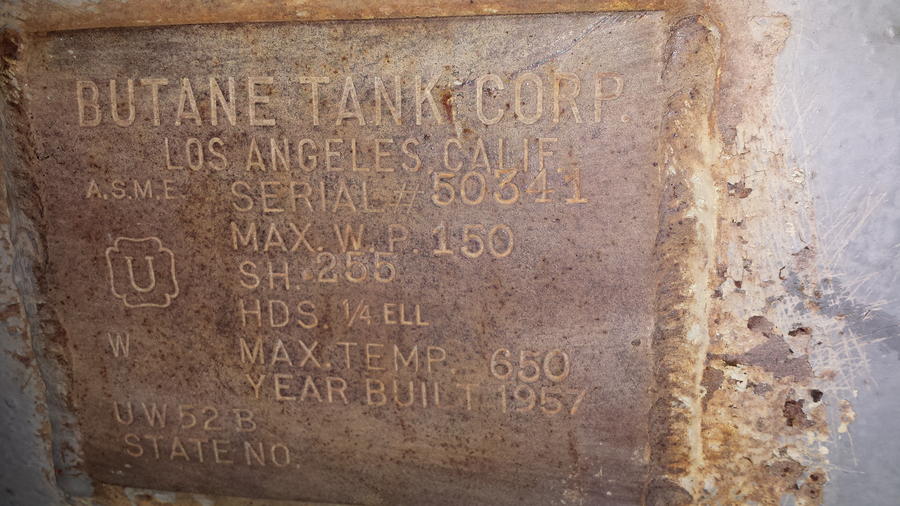 BUTANE TANK CORP.
LOS ANGELES CALIF
A.S.M.E. SERIAL # 50341
MAX. W. P. 150
U
SH. .255
HDS. 1/4 ELL
W
MAX. TEMP. 650
YEAR BUILT 1957
UW52B
STATE NO.